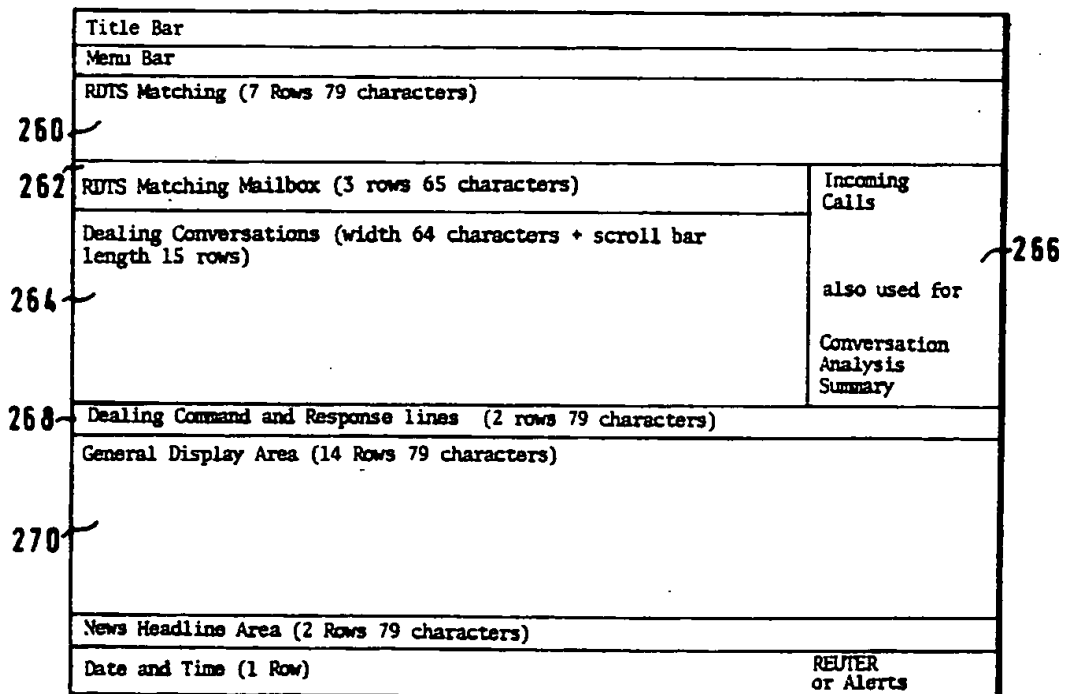 Title Bar
Menu Bar
RDTS Matching (7 Rows 79 characters)
260
262
RDTS Matching Mailbox (3 rows 65 characters)
Incoming
Calls
Dealing Conversations (width 64 characters + scroll bar
length 15 rows)
266
264
also used for
Conversation
Analysis
Summary
268
Dealing Command and Response lines (2 rows 79 characters)
General Display Area (14 Rows 79 characters)
270
News Headline Area (2 Rows 79 characters)
Date and Time (1 Row)
REUTER
or Alerts